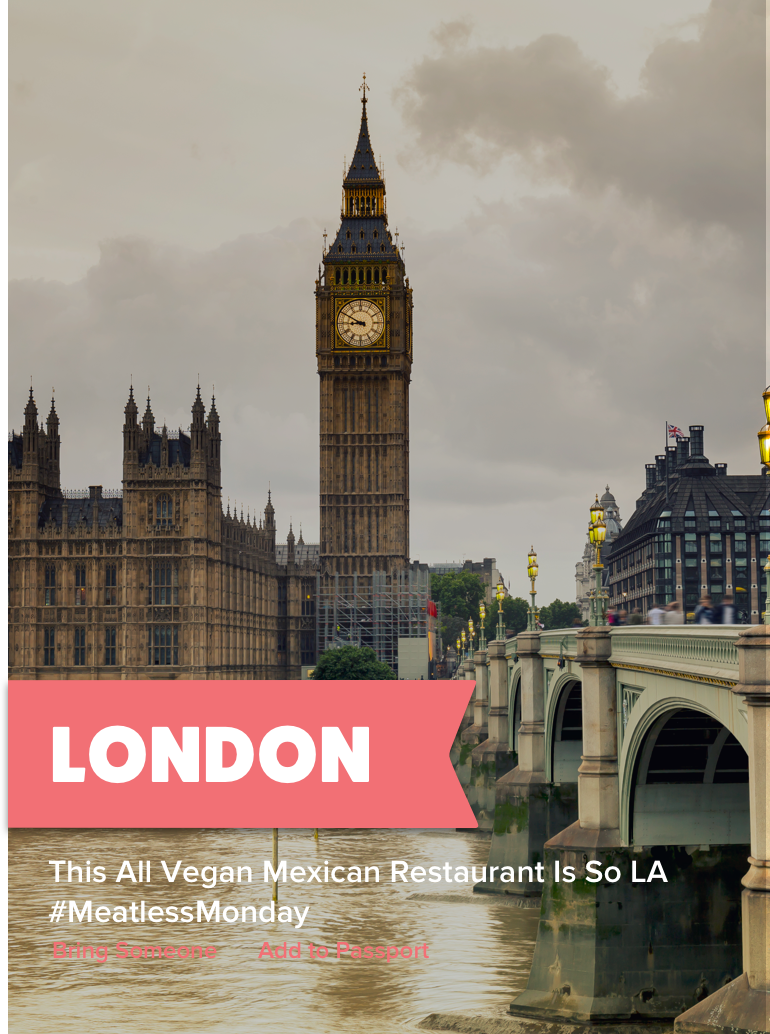 LONDON
This All Vegan Mexican Restaurant Is So LA
#MeatlessMonday
Bring Someone Add to Passport